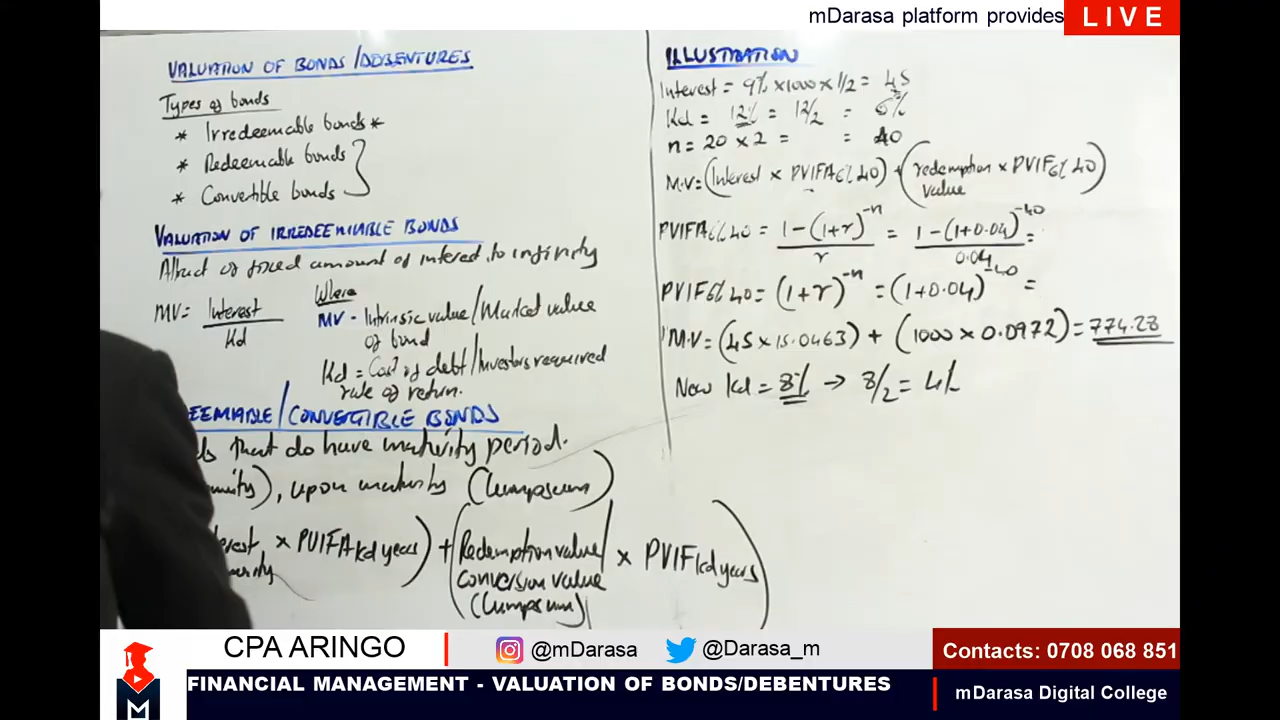 mDarasa platform provides
LIVE
VALUATION OF BONDS/DEBENTURES
Types of bonds
* Irredeemable bonds *
* Redeemable bonds
* Convertible bonds
VALUATION OF IRREDEEMABLE BONDS
Attract a fixed amount of interest to infinity
MV = Interest / Kd
Where
MV - Intrinsic value/Market value
of bond
Kd = Cost of debt/Investors required
rate of return.
EEMABLE/CONVERTIBLE BONDS
that do have maturity period.
, upon maturity (lumpsum)
× PVIFA kd years) + (Redemption value/ × PVIF kd years)
conversion value
(lumpsum)
ILLUSTRATION
Interest = 9% × 1000 × 1/2 = 45
Kd = 12% = 12/2 = 6%
n = 20 × 2 = = 40
M.V = (Interest × PVIFA 6% 40) + (redemption × PVIF 6% 40)
value
PVIFA 6% 40 = 1 - (1+r)^-n / r = 1 - (1+0.04)^-40 / 0.04 =
PVIF 6% 40 = (1+r)^-n = (1+0.04)^-40 =
M.V = (45 × 15.0463) + (1000 × 0.0972) = 774.28
New Kd = 8% → 8/2 = 4%
CPA ARINGO
@mDarasa
@Darasa_m
Contacts: 0708 068 851
FINANCIAL MANAGEMENT - VALUATION OF BONDS/DEBENTURES
mDarasa Digital College